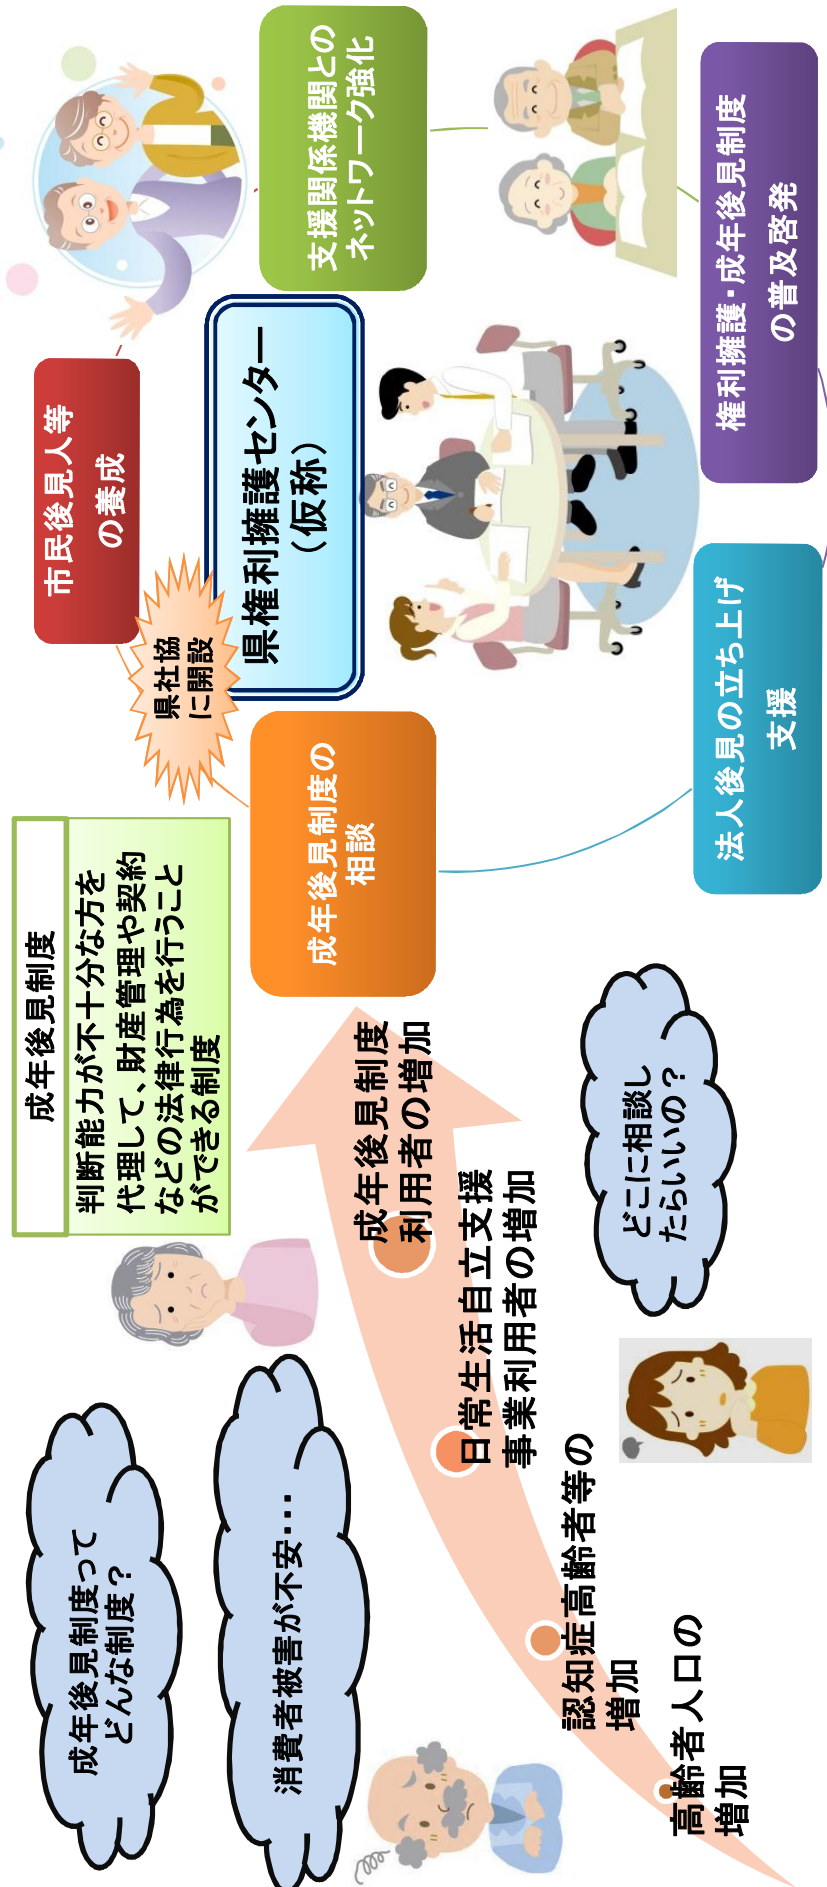 成年後見制度って
どんな制度？
消費者被害が不安・・・
成年後見制度
判断能力が不十分な方を
代理して、財産管理や契約
などの法律行為を行うこと
ができる制度
高齢者人口の
増加
認知症高齢者等の
増加
日常生活自立支援
事業利用者の増加
成年後見制度
利用者の増加
どこに相談し
たらいいの？
県社協
に開設
県権利擁護センター
（仮称）
市民後見人等
の養成
支援関係機関との
ネットワーク強化
権利擁護・成年後見制度
の普及啓発
法人後見の立ち上げ
支援
成年後見制度の
相談